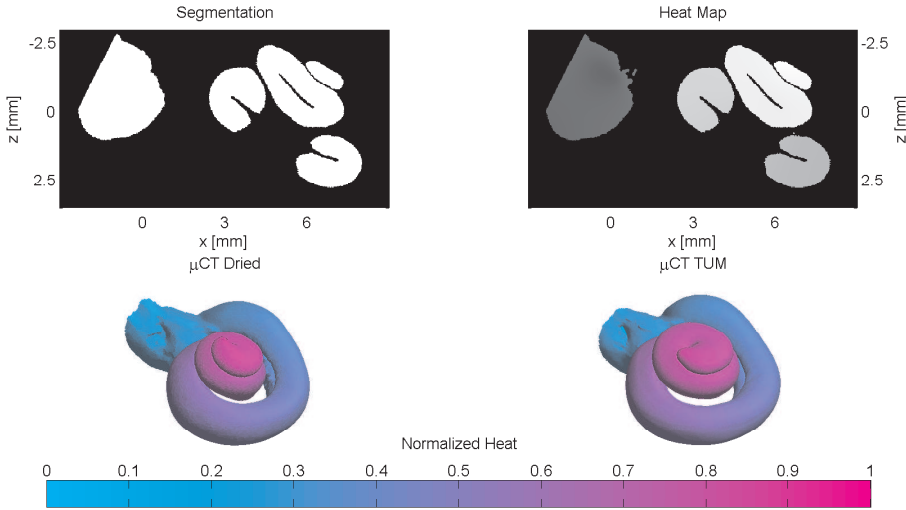 Segmentation
Heat Map
-2.5
0
2.5
z [mm]
0 3 6
x [mm]
-2.5
0
2.5
z [mm]
0 3 6
x [mm]
μCT Dried
μCT TUM
Normalized Heat
0 0.1 0.2 0.3 0.4 0.5 0.6 0.7 0.8 0.9 1